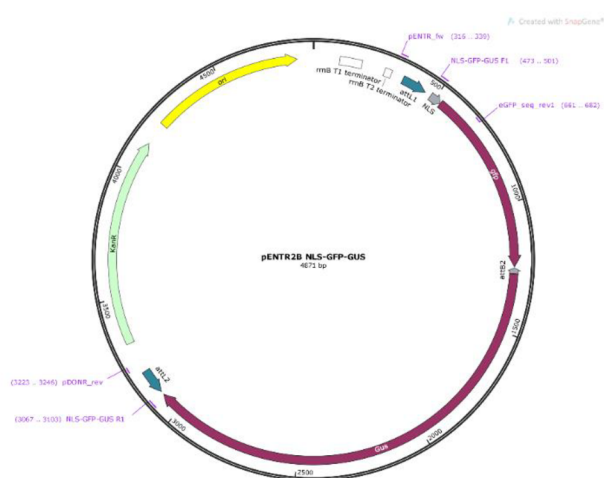 Created with SnapGene®
pENTR_fw (316 .. 339)
NLS-GFP-GUS F1 (473 .. 501)
eGFP seq_rev1 (661 .. 682)
rrnB T1 terminator
rrnB T2 terminator
attL1
NLS
500
gfp
1000
attB2
1500
Gus
2000
2500
3000
attL2
NLS-GFP-GUS R1
(3067 .. 3103)
(3223 .. 3246) pDONR_rev
3500
KanR
4000
ori
4500
pENTR2B NLS-GFP-GUS
4871 bp